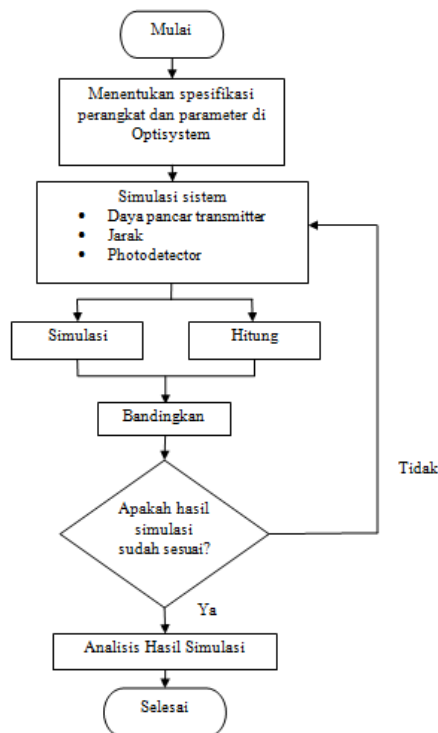 Mulai
Menentukan spesifikasi
perangkat dan parameter di
Optisystem
Simulasi sistem
• Daya pancar transmitter
• Jarak
• Photodetector
Simulasi
Hitung
Bandingkan
Apakah hasil
simulasi
sudah sesuai?
Tidak
Ya
Analisis Hasil Simulasi
Selesai